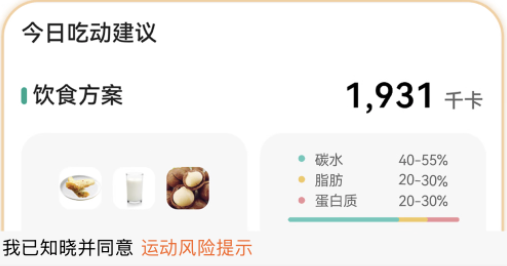 今日吃动建议
饮食方案 1,931 千卡
碳水 40-55%
脂肪 20-30%
蛋白质 20-30%
我已知晓并同意 运动风险提示